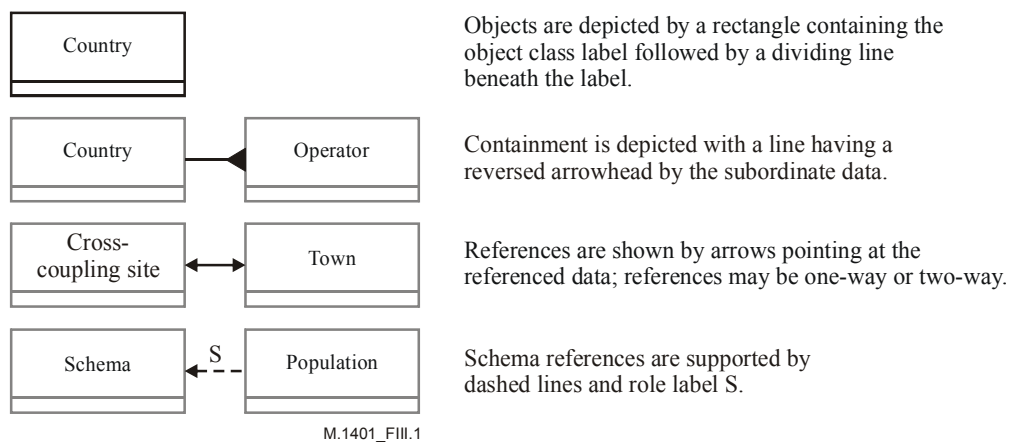 Country
Objects are depicted by a rectangle containing the
object class label followed by a dividing line
beneath the label.
Country
Operator
Containment is depicted with a line having a
reversed arrowhead by the subordinate data.
Cross-
coupling site
Town
References are shown by arrows pointing at the
referenced data; references may be one-way or two-way.
Schema
S
Population
Schema references are supported by
dashed lines and role label S.
M.1401_FIII.1